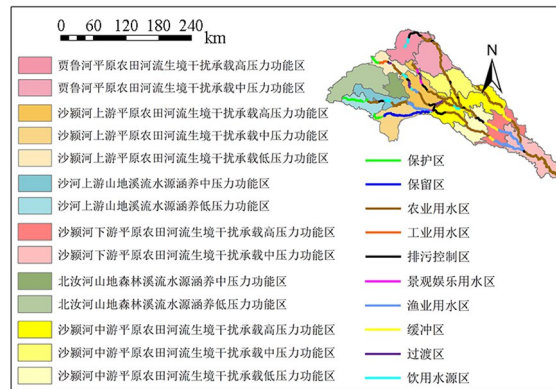 0 60 120 180 240
km
N
贾鲁河平原农田河流生境干扰承载高压力功能区
贾鲁河平原农田河流生境干扰承载中压力功能区
沙颍河上游平原农田河流生境干扰承载高压力功能区
沙颍河上游平原农田河流生境干扰承载中压力功能区
沙颍河上游平原农田河流生境干扰承载低压力功能区
沙河上游山地溪流水源涵养中压力功能区
沙河上游山地溪流水源涵养低压力功能区
沙颍河下游平原农田河流生境干扰承载高压力功能区
沙颍河下游平原农田河流生境干扰承载中压力功能区
北汝河山地森林溪流水源涵养中压力功能区
北汝河山地森林溪流水源涵养低压力功能区
沙颍河中游平原农田河流生境干扰承载高压力功能区
沙颍河中游平原农田河流生境干扰承载中压力功能区
沙颍河中游平原农田河流生境干扰承载低压力功能区
保护区
保留区
农业用水区
工业用水区
排污控制区
景观娱乐用水区
渔业用水区
缓冲区
过渡区
饮用水源区